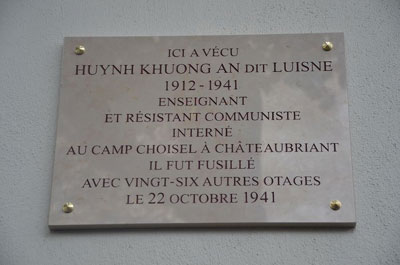 ICI A VÉCU
HUYNH KHUONG AN DIT LUISNE
1912-1941
ENSEIGNANT
ET RÉSISTANT COMMUNISTE
INTERNÉ
AU CAMP CHOISEL À CHÂTEAUBRIANT
IL FUT FUSILLÉ
AVEC VINGT-SIX AUTRES OTAGES
LE 22 OCTOBRE 1941